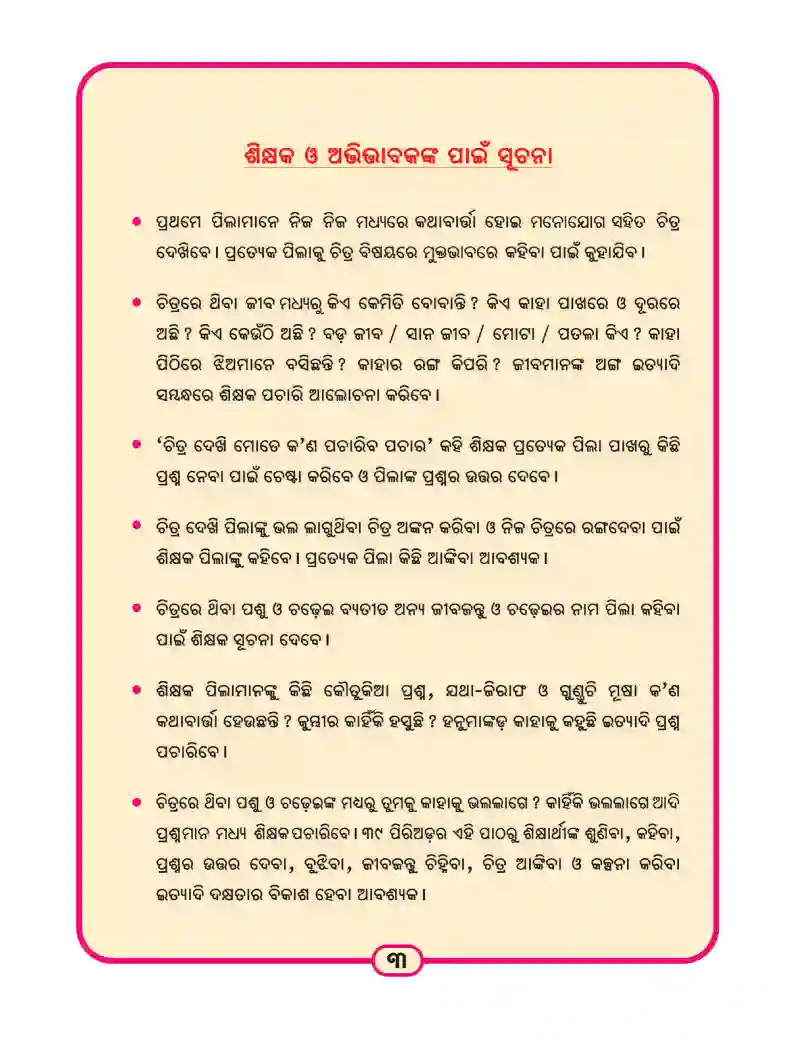 ଶିକ୍ଷକ ଓ ଅଭିଭାବକଙ୍କ ପାଇଁ ସୂଚନା
• ପ୍ରଥମେ ପିଲାମାନେ ନିଜ ନିଜ ମଧ୍ୟରେ କଥାବାର୍ତ୍ତା ହୋଇ ମନୋଯୋଗ ସହିତ ଚିତ୍ର
ଦେଖିବେ । ପ୍ରତ୍ୟେକ ପିଲାକୁ ଚିତ୍ର ବିଷୟରେ ମୁକ୍ତଭାବରେ କହିବା ପାଇଁ କୁହାଯିବ ।
• ଚିତ୍ରରେ ଥିବା ଜୀବ ମଧ୍ୟରୁ କିଏ କେମିତି ବୋବାନ୍ତି ? କିଏ କାହା ପାଖରେ ଓ ଦୂରରେ
ଅଛି ? କିଏ କେଉଁଠି ଅଛି ? ବଡ଼ ଜୀବ / ସାନ ଜୀବ / ମୋଟା / ପତଳା କିଏ ? କାହା
ପିଠିରେ ଝିଅମାନେ ବସିଛନ୍ତି ? କାହାର ରଙ୍ଗ କିପରି ? ଜୀବମାନଙ୍କ ଅଙ୍ଗ ଇତ୍ୟାଦି
ସମ୍ବନ୍ଧରେ ଶିକ୍ଷକ ପଚାରି ଆଲୋଚନା କରିବେ ।
• ‘ଚିତ୍ର ଦେଖି ମୋତେ କ’ଣ ପଚାରିବ ପଚାର’ କହି ଶିକ୍ଷକ ପ୍ରତ୍ୟେକ ପିଲା ପାଖରୁ କିଛି
ପ୍ରଶ୍ନ ନେବା ପାଇଁ ଚେଷ୍ଟା କରିବେ ଓ ପିଲାଙ୍କ ପ୍ରଶ୍ନର ଉତ୍ତର ଦେବେ ।
• ଚିତ୍ର ଦେଖି ପିଲାଙ୍କୁ ଭଲ ଲାଗୁଥିବା ଚିତ୍ର ଅଙ୍କନ କରିବା ଓ ନିଜ ଚିତ୍ରରେ ରଙ୍ଗଦେବା ପାଇଁ
ଶିକ୍ଷକ ପିଲାଙ୍କୁ କହିବେ । ପ୍ରତ୍ୟେକ ପିଲା କିଛି ଆଙ୍କିବା ଆବଶ୍ୟକ ।
• ଚିତ୍ରରେ ଥିବା ପଶୁ ଓ ଚଢ଼େଇ ବ୍ୟତୀତ ଅନ୍ୟ ଜୀବଜନ୍ତୁ ଓ ଚଢ଼େଇର ନାମ ପିଲା କହିବା
ପାଇଁ ଶିକ୍ଷକ ସୂଚନା ଦେବେ ।
• ଶିକ୍ଷକ ପିଲାମାନଙ୍କୁ କିଛି କୌତୁକିଆ ପ୍ରଶ୍ନ, ଯଥା-ଜିରାଫ ଓ ଗୁଣ୍ଡୁଚି ମୂଷା କ’ଣ
କଥାବାର୍ତ୍ତା ହେଉଛନ୍ତି ? କୁମ୍ଭୀର କାହିଁକି ହସୁଛି ? ହନୁମାଙ୍କଡ଼ କାହାକୁ କହୁଛି ଇତ୍ୟାଦି ପ୍ରଶ୍ନ
ପଚାରିବେ ।
• ଚିତ୍ରରେ ଥିବା ପଶୁ ଓ ଚଢ଼େଇଙ୍କ ମଧ୍ୟରୁ ତୁମକୁ କାହାକୁ ଭଲଲାଗେ ? କାହିଁକି ଭଲଲାଗେ ଆଦି
ପ୍ରଶ୍ନମାନ ମଧ୍ୟ ଶିକ୍ଷକ ପଚାରିବେ । ୩୯ ପିରିଅଡ଼ର ଏହି ପାଠରୁ ଶିକ୍ଷାର୍ଥୀଙ୍କ ଶୁଣିବା, କହିବା,
ପ୍ରଶ୍ନର ଉତ୍ତର ଦେବା, ବୁଝିବା, ଜୀବଜନ୍ତୁ ଚିହ୍ନିବା, ଚିତ୍ର ଆଙ୍କିବା ଓ କଳ୍ପନା କରିବା
ଇତ୍ୟାଦି ଦକ୍ଷତାର ବିକାଶ ହେବା ଆବଶ୍ୟକ ।
୩